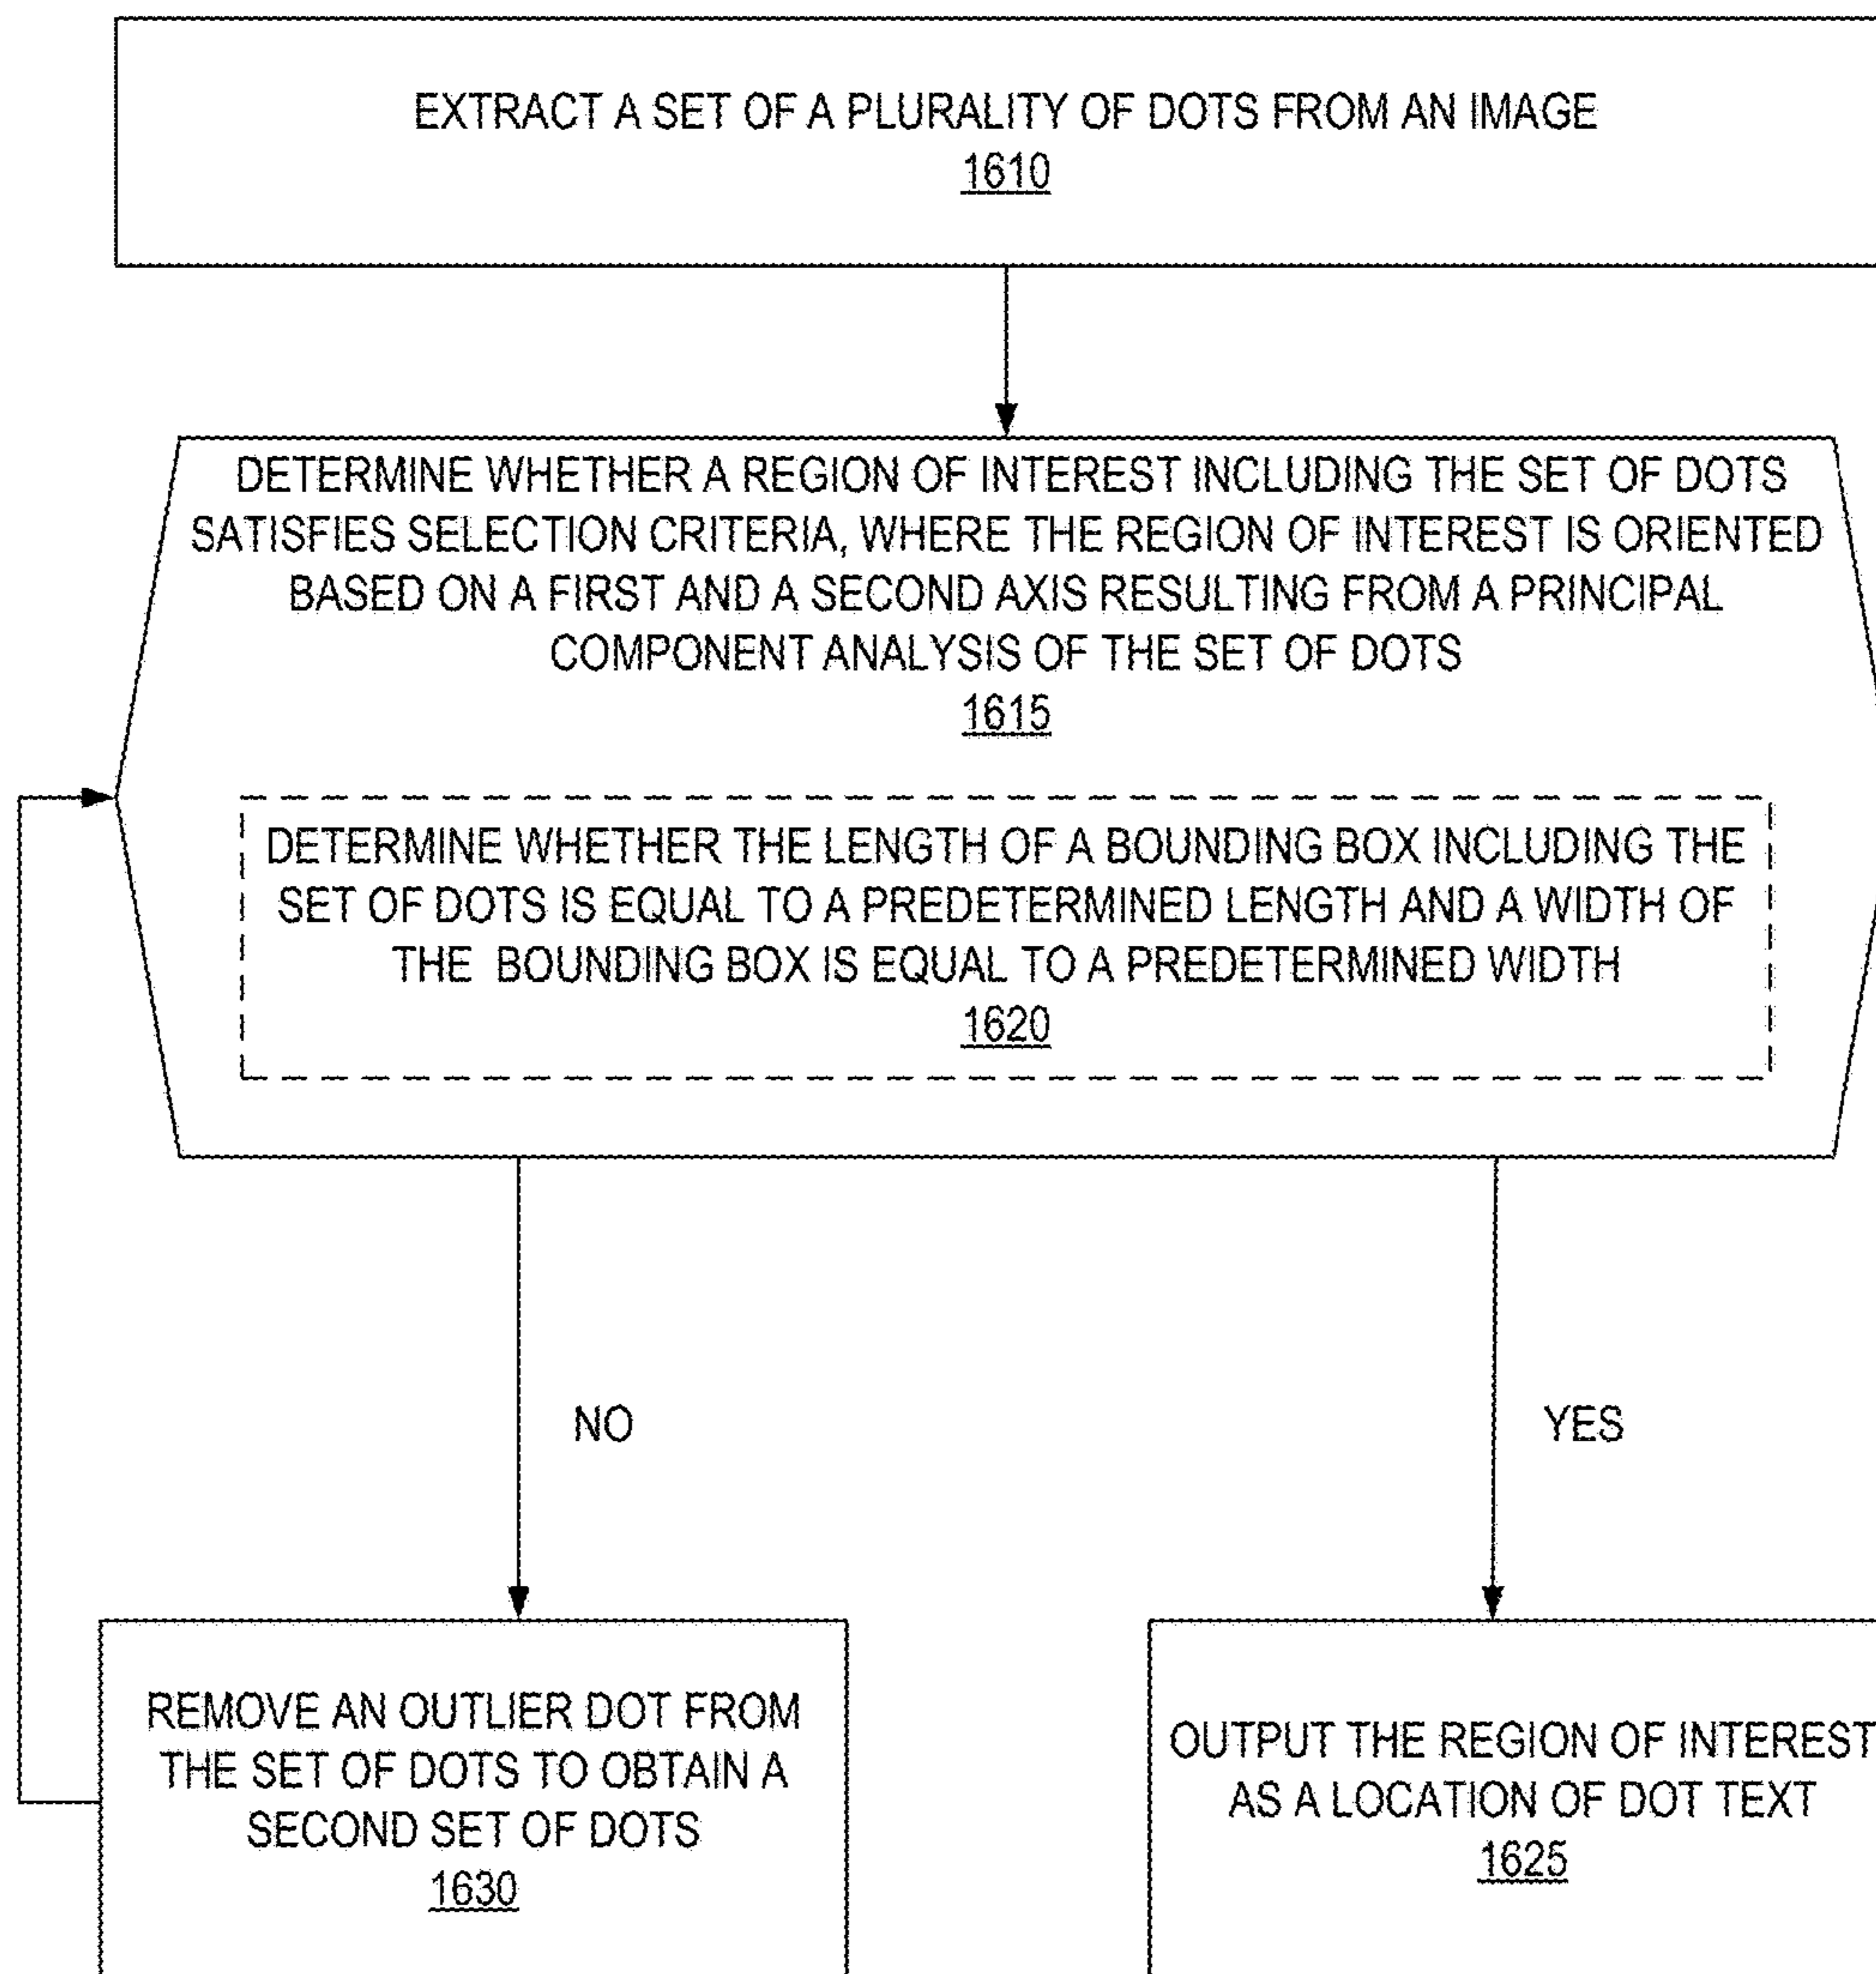 EXTRACT A SET OF A PLURALITY OF DOTS FROM AN IMAGE
1610
DETERMINE WHETHER A REGION OF INTEREST INCLUDING THE SET OF DOTS
SATISFIES SELECTION CRITERIA, WHERE THE REGION OF INTEREST IS ORIENTED
BASED ON A FIRST AND A SECOND AXIS RESULTING FROM A PRINCIPAL
COMPONENT ANALYSIS OF THE SET OF DOTS
1615
DETERMINE WHETHER THE LENGTH OF A BOUNDING BOX INCLUDING THE
SET OF DOTS IS EQUAL TO A PREDETERMINED LENGTH AND A WIDTH OF
THE BOUNDING BOX IS EQUAL TO A PREDETERMINED WIDTH
1620
NO
YES
REMOVE AN OUTLIER DOT FROM
THE SET OF DOTS TO OBTAIN A
SECOND SET OF DOTS
1630
OUTPUT THE REGION OF INTEREST
AS A LOCATION OF DOT TEXT
1625